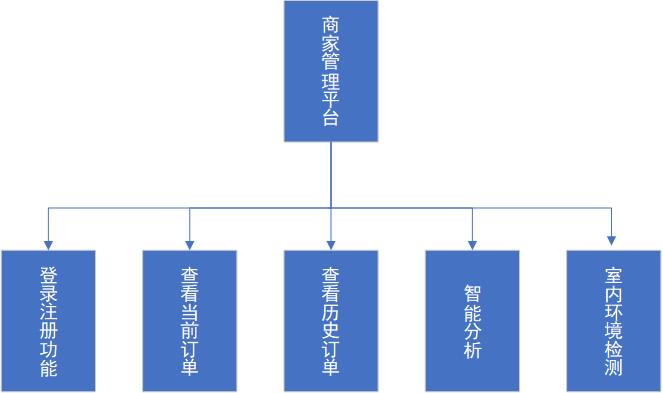 商家管理平台
登录注册功能
查看当前订单
查看历史订单
智能分析
室内环境检测